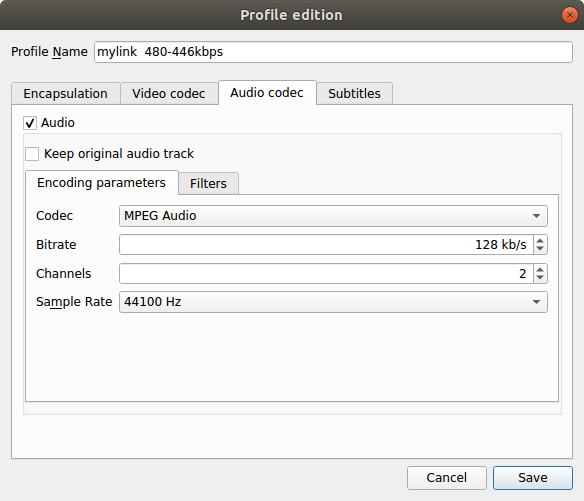 Profile edition
Profile Name mylink 480-446kbps
Encapsulation Video codec Audio codec Subtitles
Audio
Keep original audio track
Encoding parameters Filters
Codec MPEG Audio
Bitrate 128 kb/s
Channels 2
Sample Rate 44100 Hz
Cancel Save